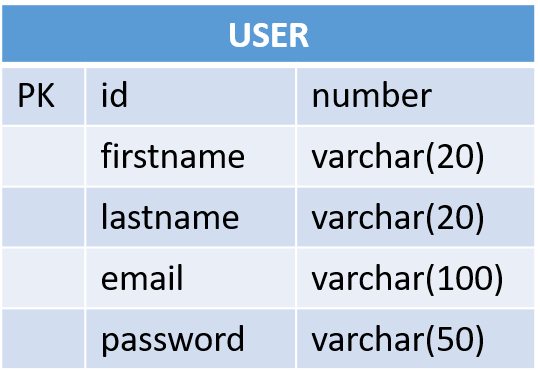 USER
PK id number
firstname varchar(20)
lastname varchar(20)
email varchar(100)
password varchar(50)